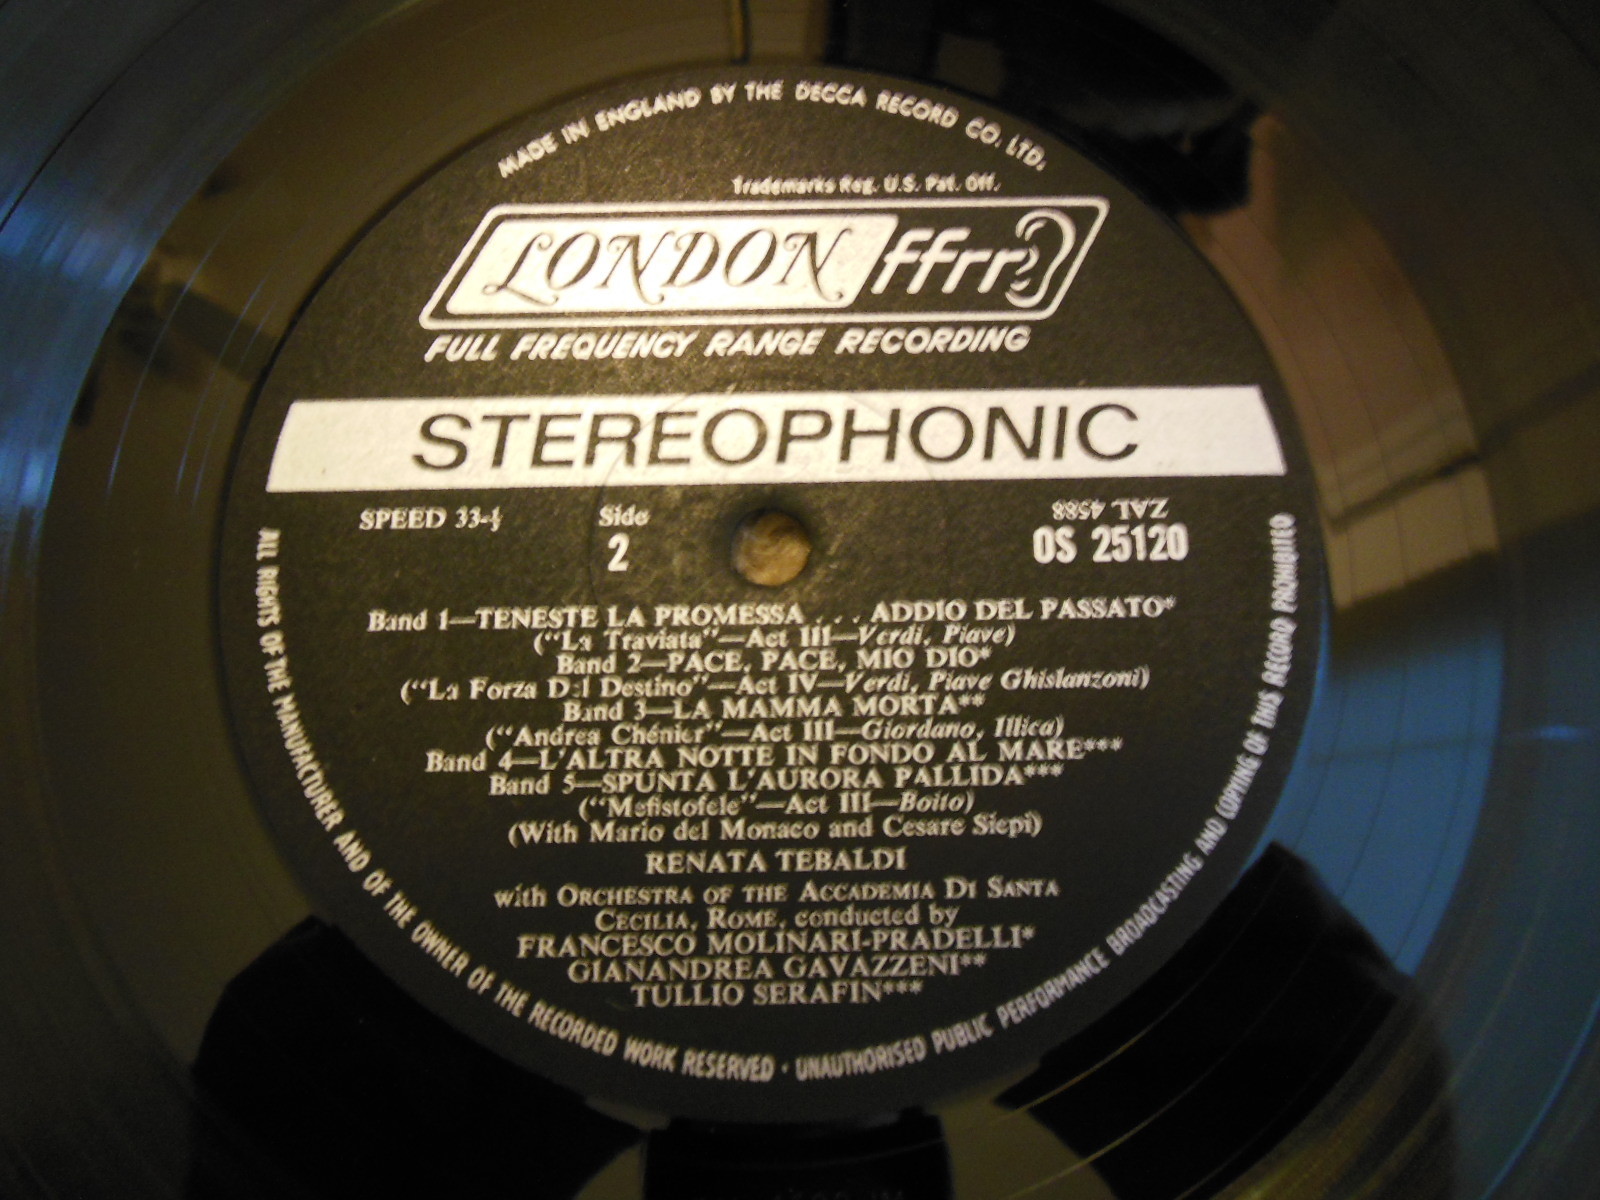 MADE IN ENGLAND BY THE DECCA RECORD CO. LTD.
Trademarks Reg. U.S. Pat. Off.
LONDON ffrr
FULL FREQUENCY RANGE RECORDING
STEREOPHONIC
SPEED 33-⅓ Side ZAL 4588
2 OS 25120
Band 1—TENESTE LA PROMESSA . . . ADDIO DEL PASSATO*
("La Traviata"—Act III—Verdi, Piave)
Band 2—PACE, PACE, MIO DIO*
("La Forza Del Destino"—Act IV—Verdi, Piave Ghislanzoni)
Band 3—LA MAMMA MORTA**
("Andrea Chénier"—Act III—Giordano, Illica)
Band 4—L'ALTRA NOTTE IN FONDO AL MARE***
Band 5—SPUNTA L'AURORA PALLIDA***
("Mefistofele"—Act III—Boito)
(With Mario del Monaco and Cesare Siepi)
RENATA TEBALDI
with ORCHESTRA OF THE ACCADEMIA DI SANTA
CECILIA, ROME, conducted by
FRANCESCO MOLINARI-PRADELLI*
GIANANDREA GAVAZZENI**
TULLIO SERAFIN***
ALL RIGHTS OF THE MANUFACTURER AND OF THE OWNER OF THE RECORDED WORK RESERVED · UNAUTHORISED PUBLIC PERFORMANCE BROADCASTING AND COPYING OF THIS RECORD PROHIBITED